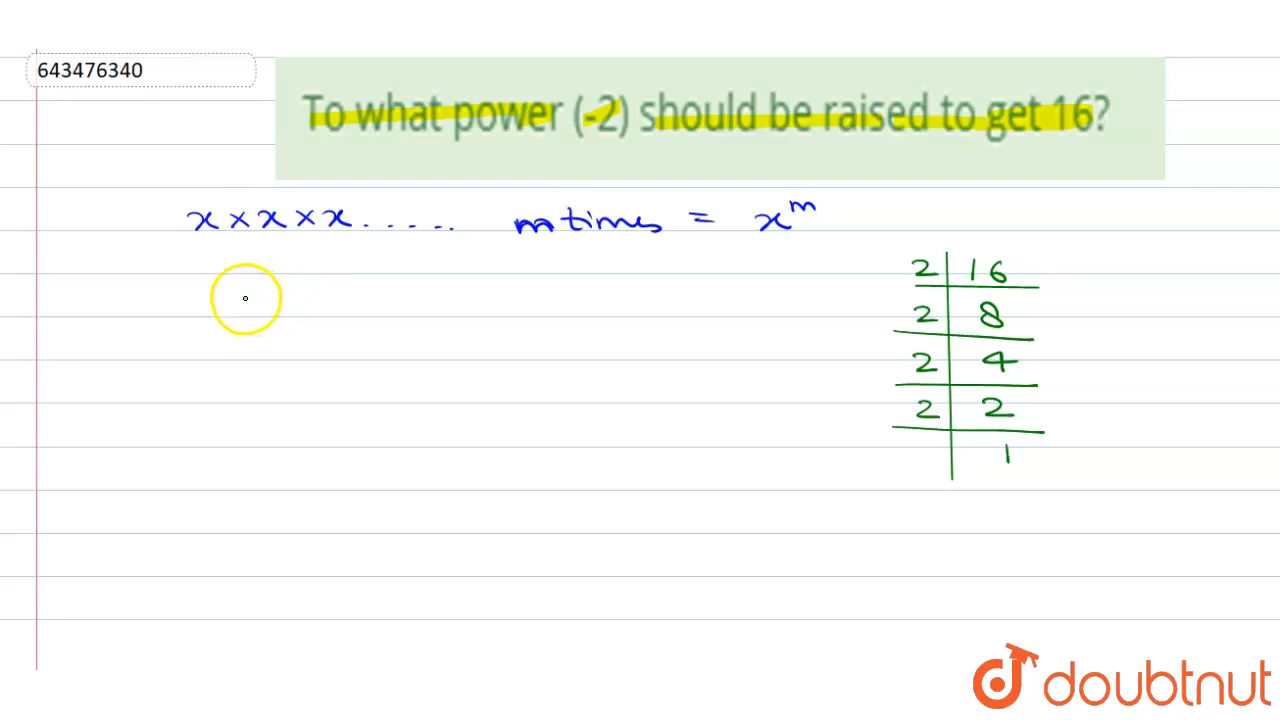 643476340
To what power (-2) should be raised to get 16?
x × x × x ..... m times = x^m
2 | 16
2 | 8
2 | 4
2 | 2
| 1
doubtnut